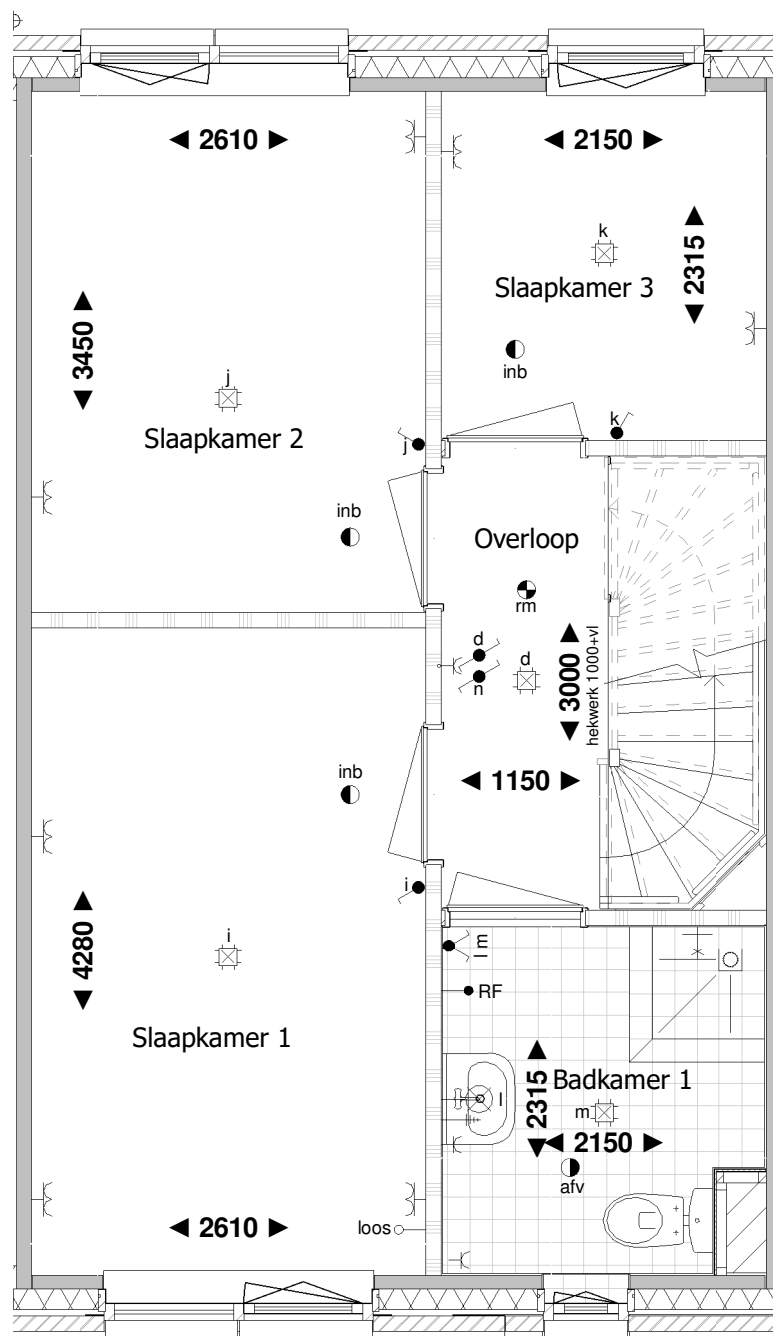 2610
2150
k
2315
Slaapkamer 3
3450
inb
j
k
Slaapkamer 2
j
inb
Overloop
rm
d
d
n
3000
hekwerk 1000+vl
inb
1150
i
4280
i
l m
RF
Slaapkamer 1
2315
Badkamer 1
l
m
2150
afv
2610
loos